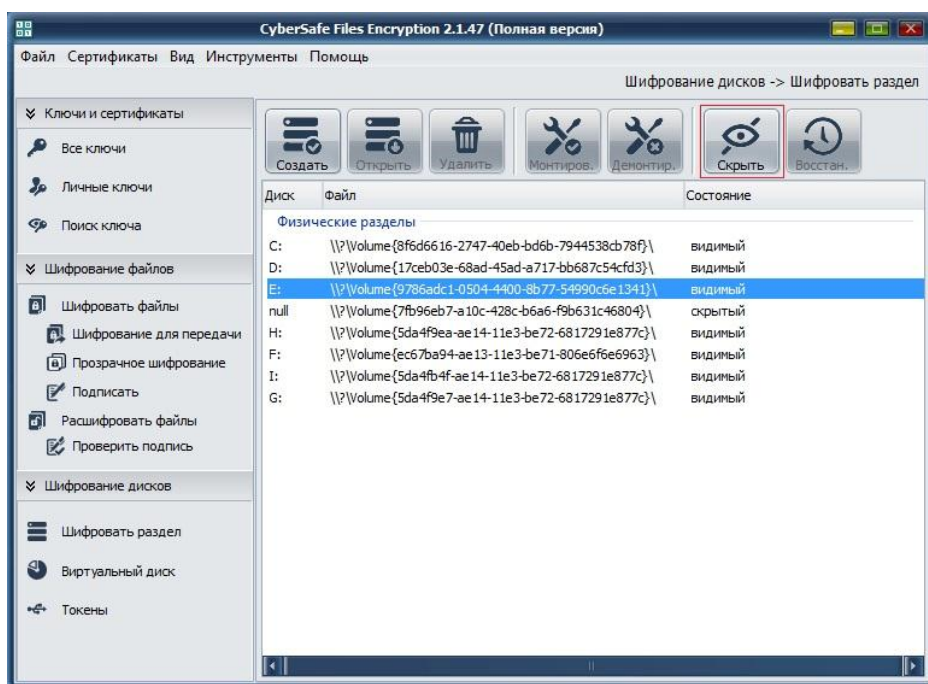 CyberSafe Files Encryption 2.1.47 (Полная версия)
Файл Сертификаты Вид Инструменты Помощь
Шифрование дисков -> Шифровать раздел
Ключи и сертификаты
Все ключи
Личные ключи
Поиск ключа
Шифрование файлов
Шифровать файлы
Шифрование для передачи
Прозрачное шифрование
Подписать
Расшифровать файлы
Проверить подпись
Шифрование дисков
Шифровать раздел
Виртуальный диск
Токены
Создать Открыть Удалить Монтиров. Демонтир. Скрыть Восстан.
Диск Файл Состояние
Физические разделы
C: \\?\Volume{8f6d6616-2747-40eb-bd6b-7944538cb78f}\ видимый
D: \\?\Volume{17ceb03e-68ad-45ad-a717-bb687c54cfd3}\ видимый
E: \\?\Volume{9786adc1-0504-4400-8b77-54990c6e1341}\ видимый
null \\?\Volume{7fb96eb7-a10c-428c-b6a6-f9b631c46804}\ скрытый
H: \\?\Volume{5da4f9ea-ae14-11e3-be72-6817291e877c}\ видимый
F: \\?\Volume{ec67ba94-ae13-11e3-be71-806e6f6e6963}\ видимый
I: \\?\Volume{5da4fb4f-ae14-11e3-be72-6817291e877c}\ видимый
G: \\?\Volume{5da4f9e7-ae14-11e3-be72-6817291e877c}\ видимый